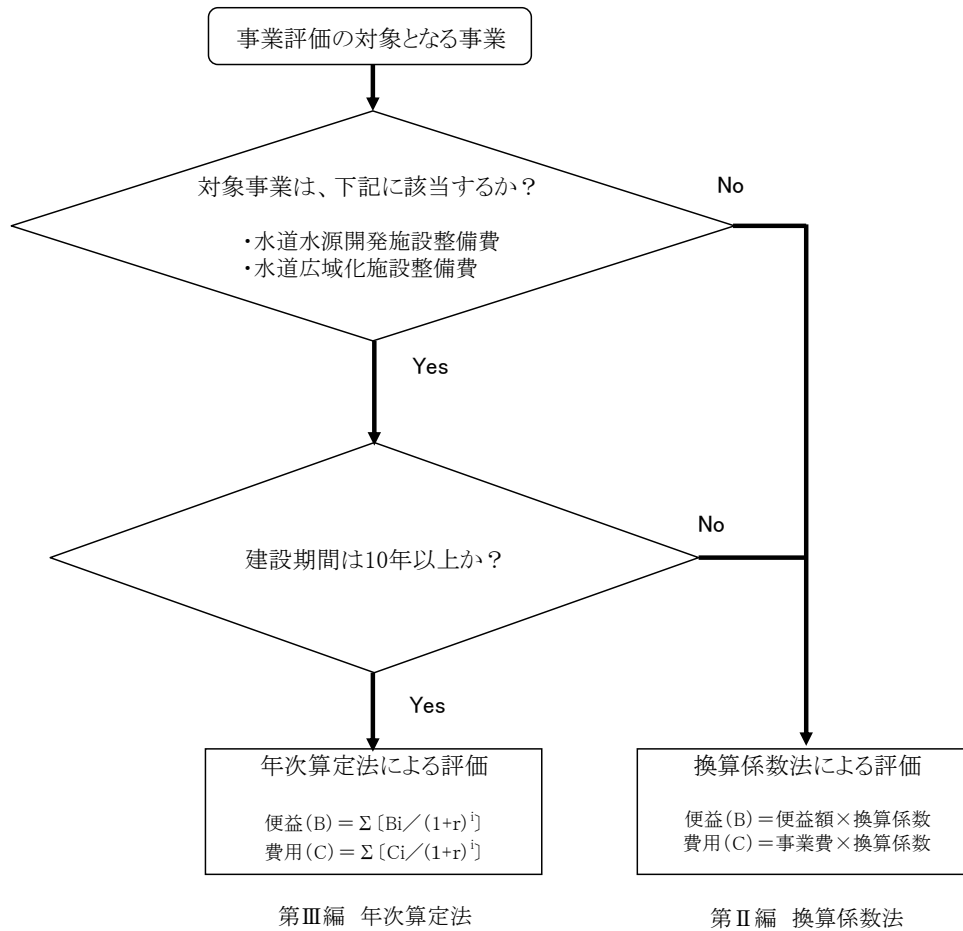 事業評価の対象となる事業
対象事業は、下記に該当するか？
・水道水源開発施設整備費
・水道広域化施設整備費
No
Yes
建設期間は10年以上か？
No
Yes
年次算定法による評価
便益(B)＝Σ〔Bi／(1+r)^i〕
費用(C)＝Σ〔Ci／(1+r)^i〕
換算係数法による評価
便益(B)＝便益額×換算係数
費用(C)＝事業費×換算係数
第Ⅲ編 年次算定法
第Ⅱ編 換算係数法